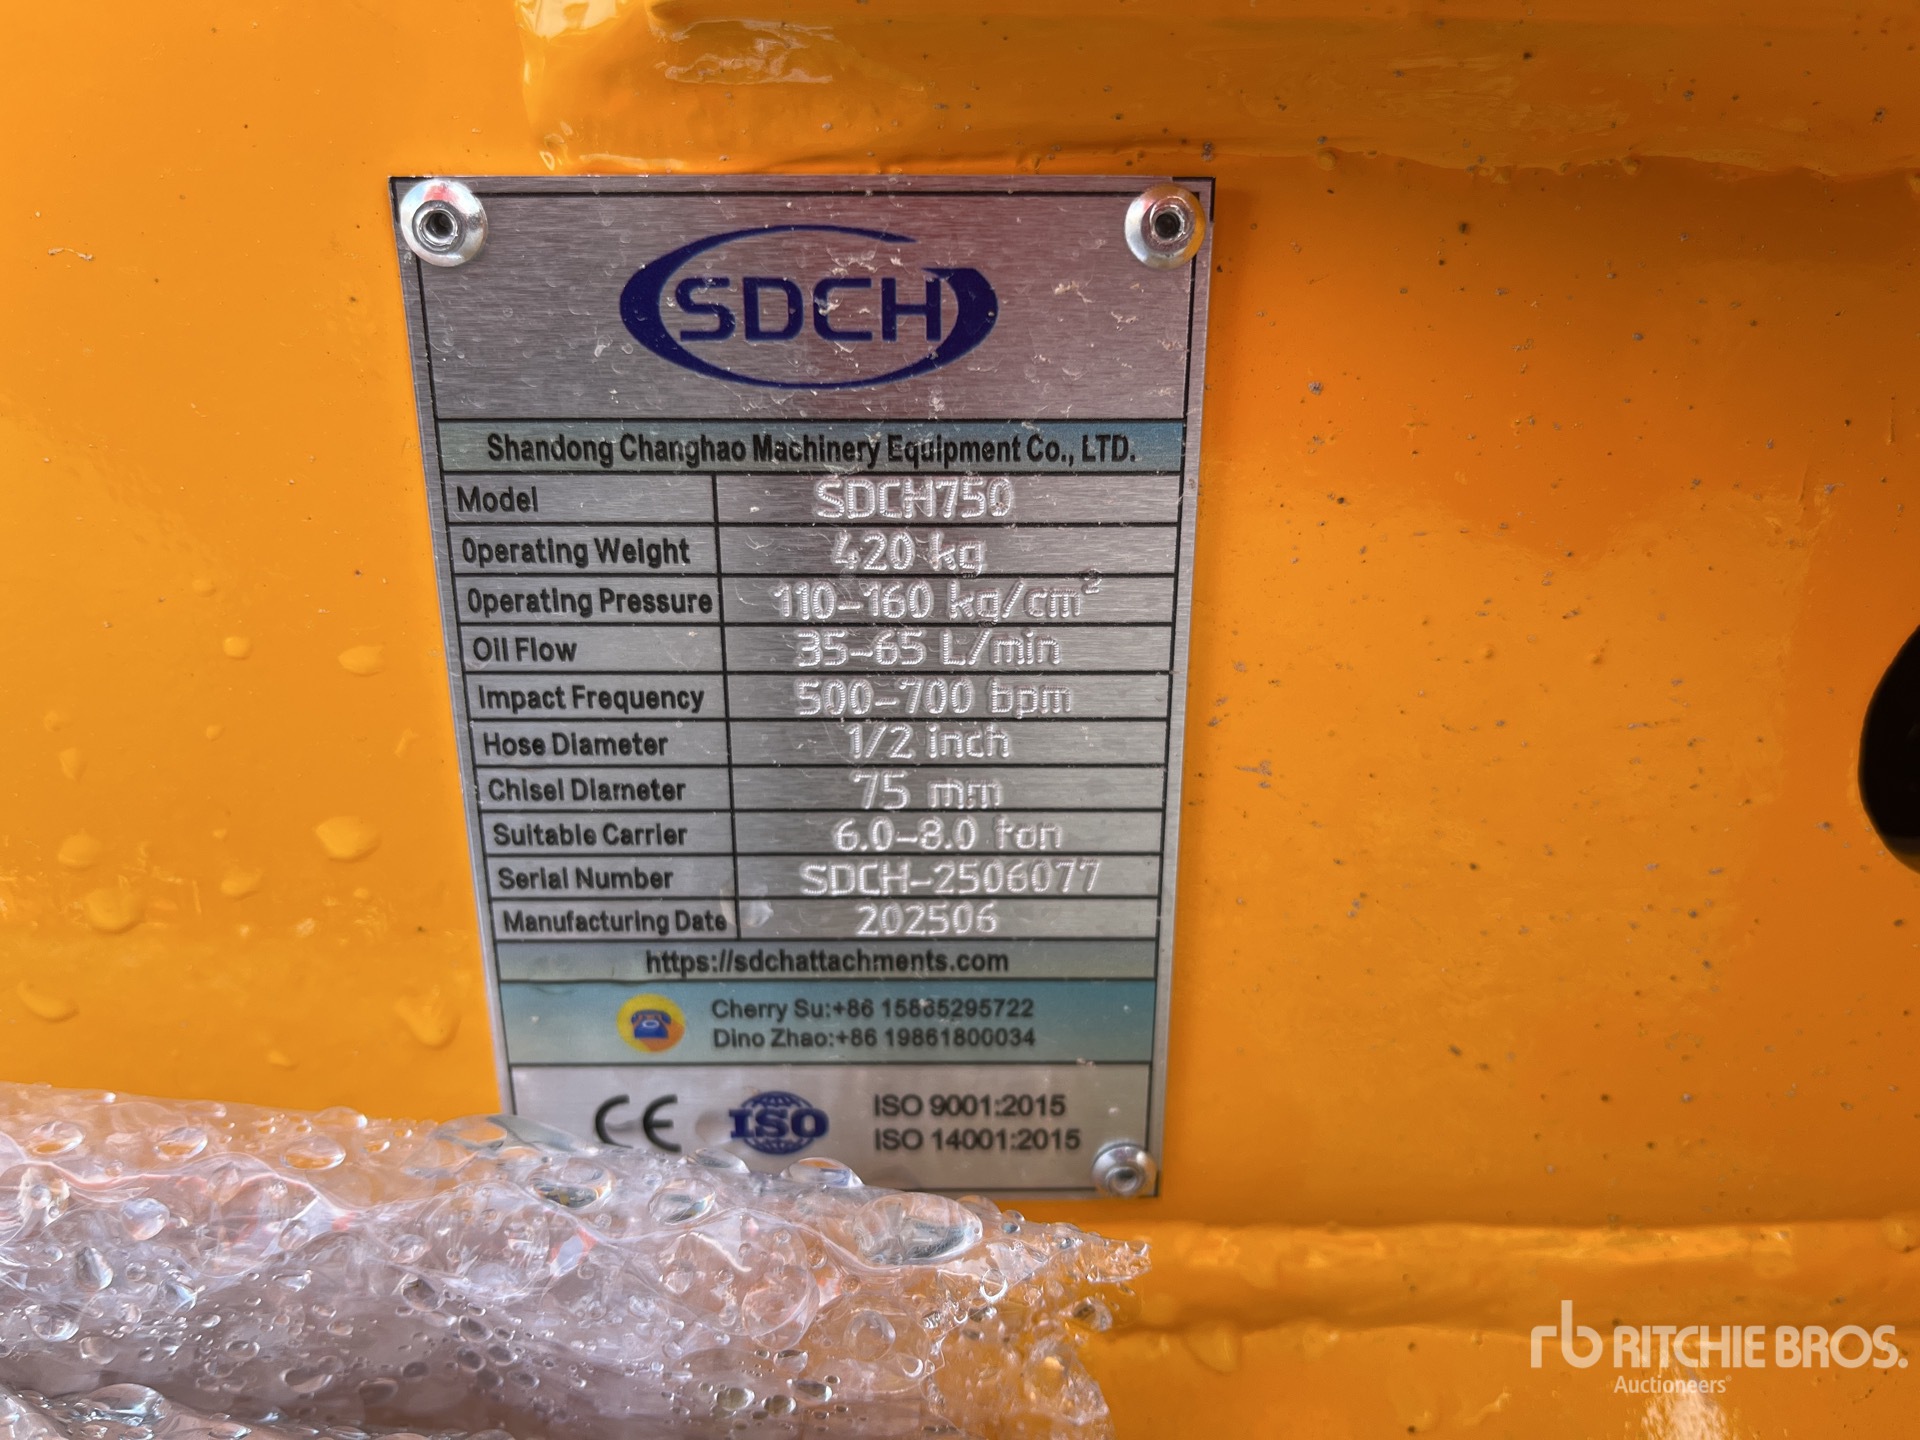 SDCH
Shandong Changhao Machinery Equipment Co., LTD.
Model SDCH750
Operating Weight 420 kg
Operating Pressure 110-160 kg/cm²
Oil Flow 35-65 L/min
Impact Frequency 500-700 bpm
Hose Diameter 1/2 inch
Chisel Diameter 75 mm
Suitable Carrier 6.0-8.0 ton
Serial Number SDCH-2506077
Manufacturing Date 202506
https://sdchattachments.com
Cherry Su:+86 15865295722
Dino Zhao:+86 19861800034
CE ISO ISO 9001:2015
ISO 14001:2015
rb RITCHIE BROS.
Auctioneers